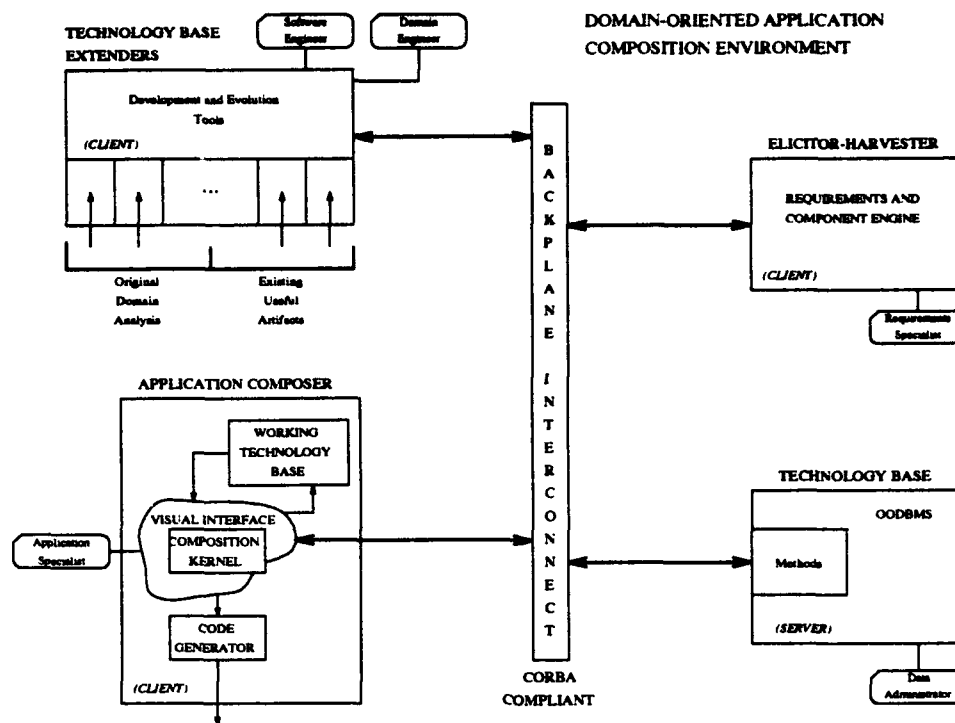 DOMAIN-ORIENTED APPLICATION
COMPOSITION ENVIRONMENT
TECHNOLOGY BASE
EXTENDERS
Software
Engineer
Domain
Engineer
Development and Evolution
Tools
(CLIENT)
...
Original
Domain
Analysis
Existing
Useful
Artifacts
BACKPLANE INTERCONNECT
CORBA
COMPLIANT
ELICITOR-HARVESTER
REQUIREMENTS AND
COMPONENT ENGINE
(CLIENT)
Requirements
Specialist
APPLICATION COMPOSER
WORKING
TECHNOLOGY
BASE
VISUAL INTERFACE
COMPOSITION
KERNEL
Application
Specialist
CODE
GENERATOR
(CLIENT)
TECHNOLOGY BASE
OODBMS
Methods
(SERVER)
Data
Administrator